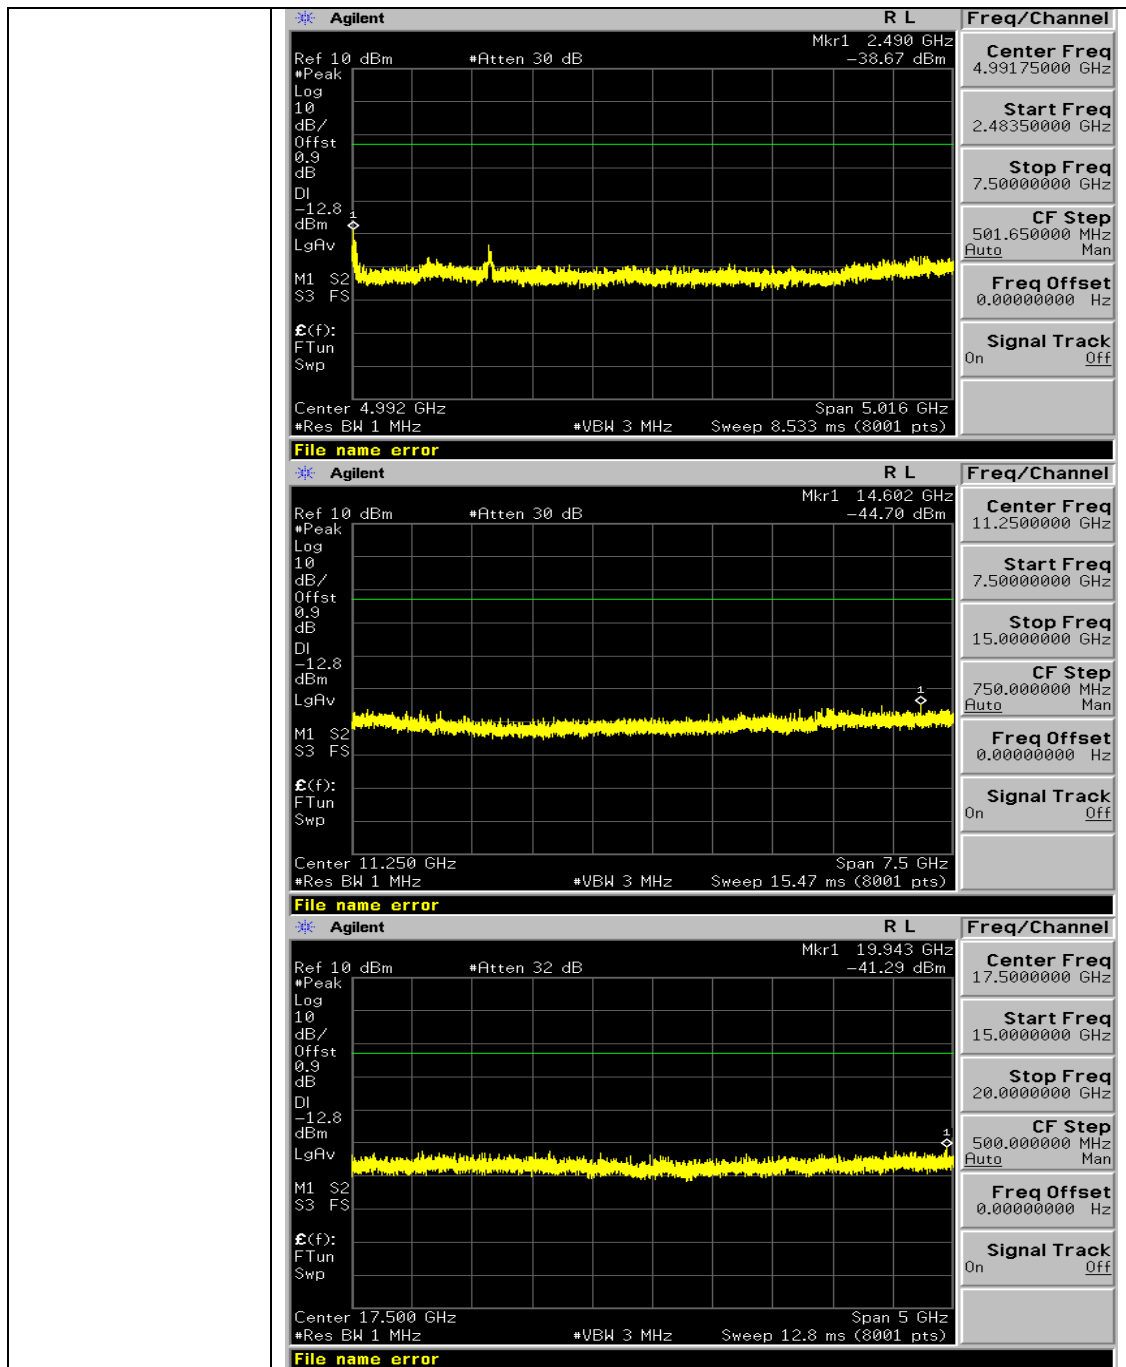 Agilent R L Freq/Channel
Mkr1 2.490 GHz
Ref 10 dBm #Atten 30 dB -38.67 dBm
#Peak
Log
10
dB/
Offst
0.9
dB
DI
-12.8
dBm
LgAv
M1 S2
S3 FS
£(f):
FTun
Swp
1
Center 4.992 GHz Span 5.016 GHz
#Res BW 1 MHz #VBW 3 MHz Sweep 8.533 ms (8001 pts)
Center Freq
4.99175000 GHz
Start Freq
2.48350000 GHz
Stop Freq
7.50000000 GHz
CF Step
501.650000 MHz
Auto Man
Freq Offset
0.00000000 Hz
Signal Track
On Off
File name error
Agilent R L Freq/Channel
Mkr1 14.602 GHz
Ref 10 dBm #Atten 30 dB -44.70 dBm
#Peak
Log
10
dB/
Offst
0.9
dB
DI
-12.8
dBm
LgAv
M1 S2
S3 FS
£(f):
FTun
Swp
1
Center 11.250 GHz Span 7.5 GHz
#Res BW 1 MHz #VBW 3 MHz Sweep 15.47 ms (8001 pts)
Center Freq
11.2500000 GHz
Start Freq
7.50000000 GHz
Stop Freq
15.0000000 GHz
CF Step
750.000000 MHz
Auto Man
Freq Offset
0.00000000 Hz
Signal Track
On Off
File name error
Agilent R L Freq/Channel
Mkr1 19.943 GHz
Ref 10 dBm #Atten 32 dB -41.29 dBm
#Peak
Log
10
dB/
Offst
0.9
dB
DI
-12.8
dBm
LgAv
M1 S2
S3 FS
£(f):
FTun
Swp
1
Center 17.500 GHz Span 5 GHz
#Res BW 1 MHz #VBW 3 MHz Sweep 12.8 ms (8001 pts)
Center Freq
17.5000000 GHz
Start Freq
15.0000000 GHz
Stop Freq
20.0000000 GHz
CF Step
500.000000 MHz
Auto Man
Freq Offset
0.00000000 Hz
Signal Track
On Off
File name error